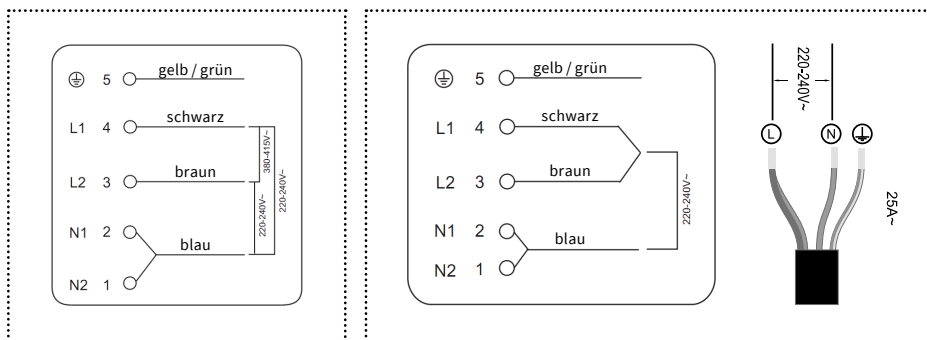 5 gelb / grün
L1 4 schwarz
L2 3 braun
N1 2
blau
N2 1
380-415V~
220-240V~
220-240V~
5 gelb / grün
L1 4 schwarz
L2 3 braun
N1 2
blau
N2 1
220-240V~
220-240V~
L N
25A~